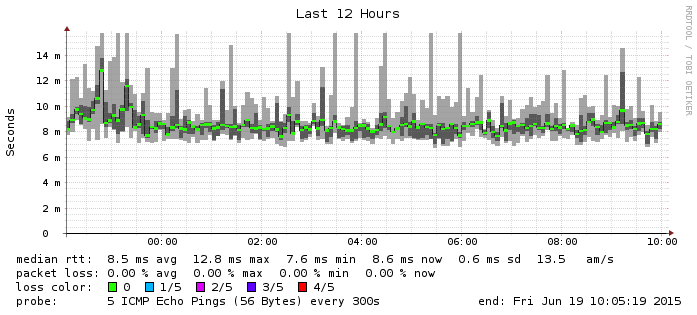 Last 12 Hours
RRDTOOL / TOBI OETIKER
Seconds
14 m
12 m
10 m
8 m
6 m
4 m
2 m
0
00:00 02:00 04:00 06:00 08:00 10:00
median rtt: 8.5 ms avg 12.8 ms max 7.6 ms min 8.6 ms now 0.6 ms sd 13.5 am/s
packet loss: 0.00 % avg 0.00 % max 0.00 % min 0.00 % now
loss color: 0 1/5 2/5 3/5 4/5
probe: 5 ICMP Echo Pings (56 Bytes) every 300s end: Fri Jun 19 10:05:19 2015